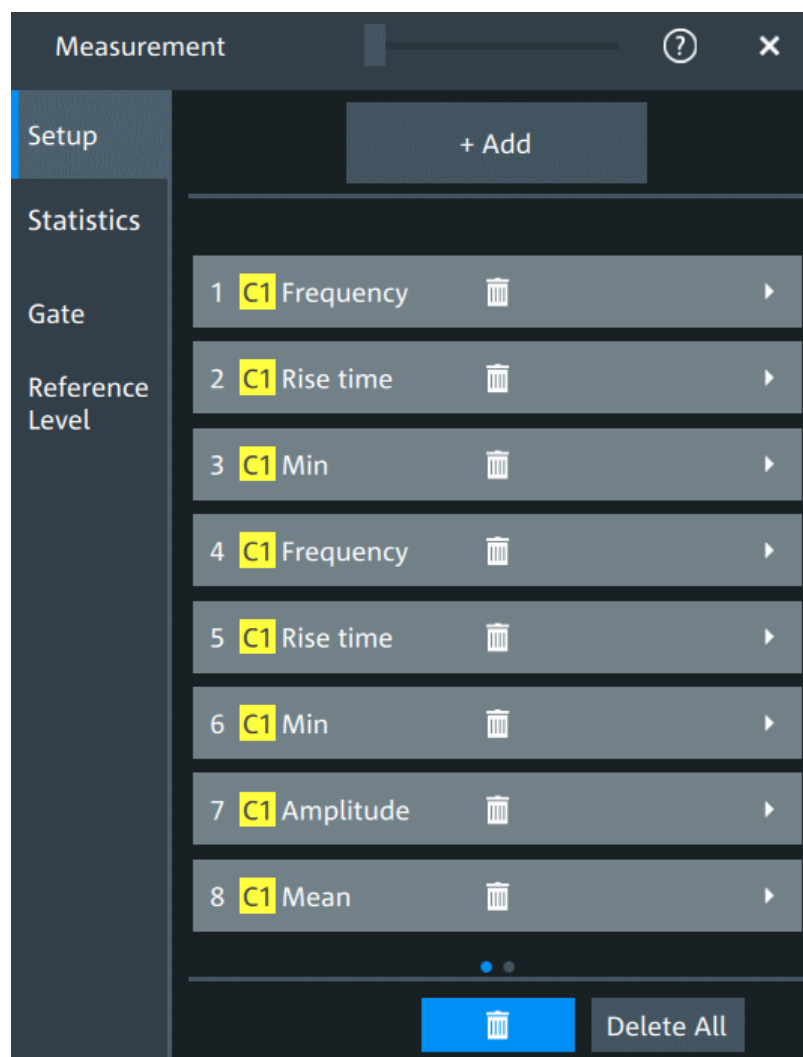 Measurement
Setup
+ Add
Statistics
Gate
Reference
Level
1 C1 Frequency
2 C1 Rise time
3 C1 Min
4 C1 Frequency
5 C1 Rise time
6 C1 Min
7 C1 Amplitude
8 C1 Mean
Delete All